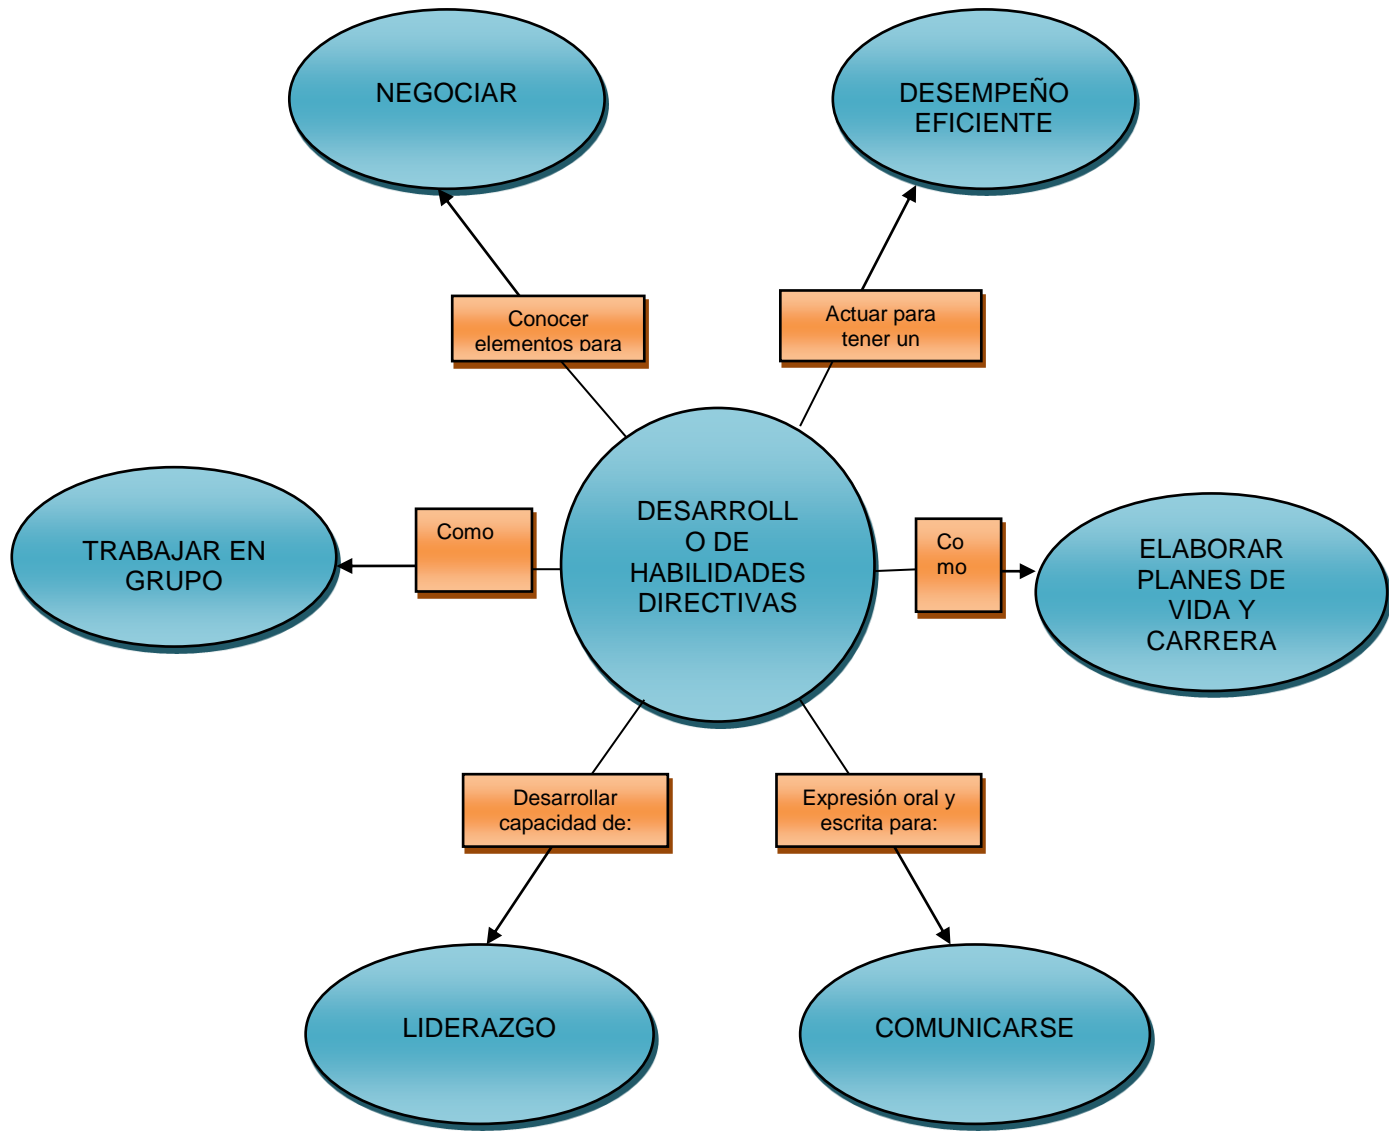 NEGOCIAR
DESEMPEÑO
EFICIENTE
Conocer
elementos para
Actuar para
tener un
TRABAJAR EN
GRUPO
Como
DESARROLL
O DE
HABILIDADES
DIRECTIVAS
Co
mo
ELABORAR
PLANES DE
VIDA Y
CARRERA
Desarrollar
capacidad de:
Expresión oral y
escrita para:
LIDERAZGO
COMUNICARSE